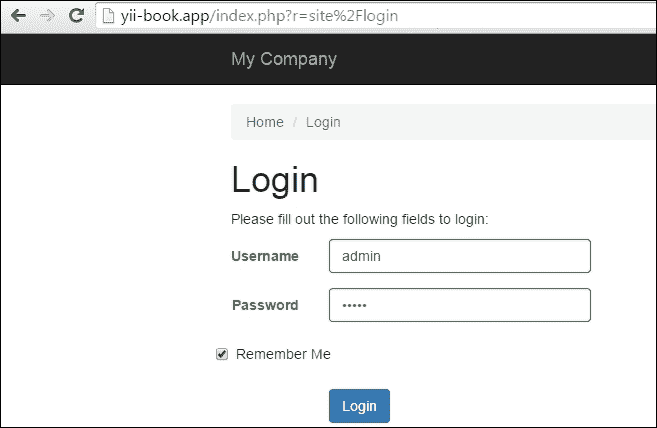 yii-book.app/index.php?r=site%2Flogin
My Company
Home / Login
Login
Please fill out the following fields to login:
Username admin
Password •••••
Remember Me
Login